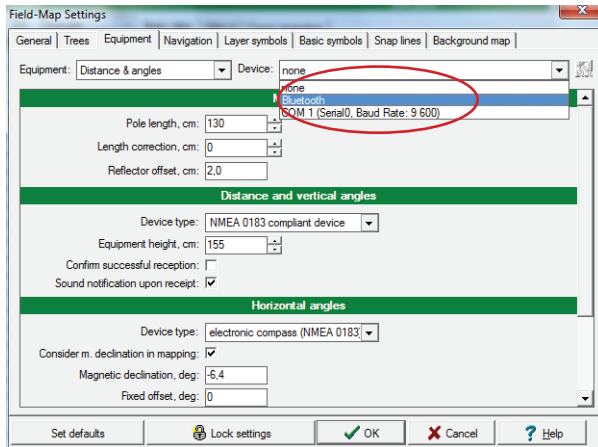 Field-Map Settings
General Trees Equipment Navigation Layer symbols Basic symbols Snap lines Background map
Equipment: Distance & angles Device: none
none
Bluetooth
COM 1 (Serial0, Baud Rate: 9 600)
Pole length, cm: 130
Length correction, cm: 0
Reflector offset, cm: 2,0
Distance and vertical angles
Device type: NMEA 0183 compliant device
Equipment height, cm: 155
Confirm successful reception:
Sound notification upon receipt:
Horizontal angles
Device type: electronic compass (NMEA 0183)
Consider m. declination in mapping:
Magnetic declination, deg: -6,4
Fixed offset, deg: 0
Set defaults Lock settings OK Cancel Help